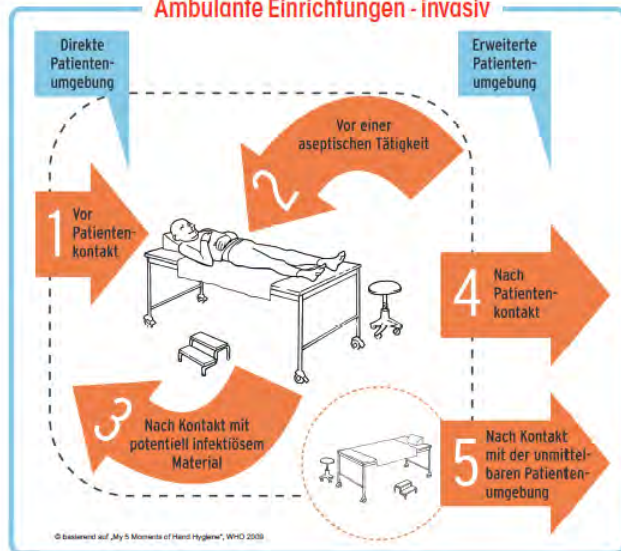 Ambulante Einrichtungen - invasiv
Direkte
Patienten-
umgebung
Erweiterte
Patienten-
umgebung
Vor einer
aseptischen Tätigkeit
2
1
Vor
Patienten-
kontakt
4
Nach
Patienten-
kontakt
3
Nach Kontakt mit
potentiell infektiösem
Material
5
Nach Kontakt
mit der unmittel-
baren Patienten-
umgebung
© basierend auf „My 5 Moments of Hand Hygiene", WHO 2009